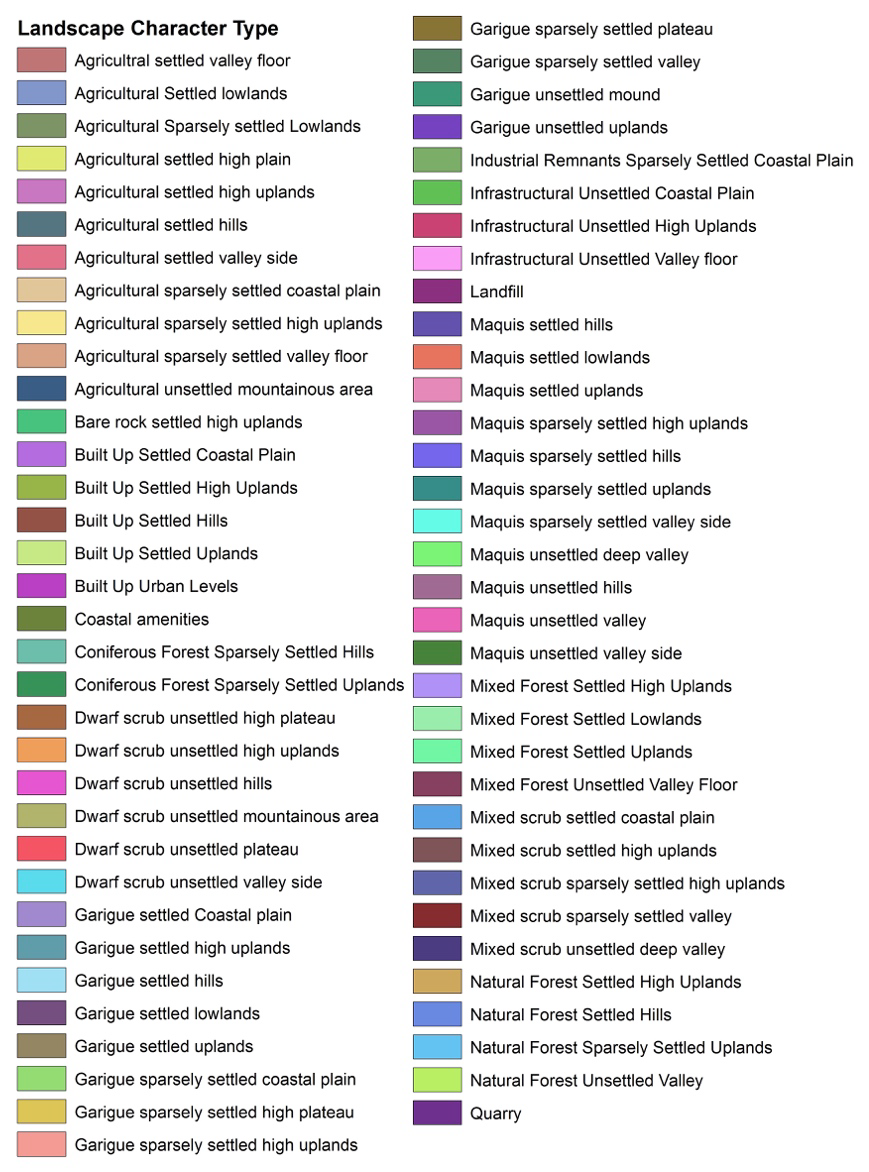 Landscape Character Type
Agricultral settled valley floor
Agricultural Settled lowlands
Agricultural Sparsely settled Lowlands
Agricultural settled high plain
Agricultural settled high uplands
Agricultural settled hills
Agricultural settled valley side
Agricultural sparsely settled coastal plain
Agricultural sparsely settled high uplands
Agricultural sparsely settled valley floor
Agricultural unsettled mountainous area
Bare rock settled high uplands
Built Up Settled Coastal Plain
Built Up Settled High Uplands
Built Up Settled Hills
Built Up Settled Uplands
Built Up Urban Levels
Coastal amenities
Coniferous Forest Sparsely Settled Hills
Coniferous Forest Sparsely Settled Uplands
Dwarf scrub unsettled high plateau
Dwarf scrub unsettled high uplands
Dwarf scrub unsettled hills
Dwarf scrub unsettled mountainous area
Dwarf scrub unsettled plateau
Dwarf scrub unsettled valley side
Garigue settled Coastal plain
Garigue settled high uplands
Garigue settled hills
Garigue settled lowlands
Garigue settled uplands
Garigue sparsely settled coastal plain
Garigue sparsely settled high plateau
Garigue sparsely settled high uplands
Garigue sparsely settled plateau
Garigue sparsely settled valley
Garigue unsettled mound
Garigue unsettled uplands
Industrial Remnants Sparsely Settled Coastal Plain
Infrastructural Unsettled Coastal Plain
Infrastructural Unsettled High Uplands
Infrastructural Unsettled Valley floor
Landfill
Maquis settled hills
Maquis settled lowlands
Maquis settled uplands
Maquis sparsely settled high uplands
Maquis sparsely settled hills
Maquis sparsely settled uplands
Maquis sparsely settled valley side
Maquis unsettled deep valley
Maquis unsettled hills
Maquis unsettled valley
Maquis unsettled valley side
Mixed Forest Settled High Uplands
Mixed Forest Settled Lowlands
Mixed Forest Settled Uplands
Mixed Forest Unsettled Valley Floor
Mixed scrub settled coastal plain
Mixed scrub settled high uplands
Mixed scrub sparsely settled high uplands
Mixed scrub sparsely settled valley
Mixed scrub unsettled deep valley
Natural Forest Settled High Uplands
Natural Forest Settled Hills
Natural Forest Sparsely Settled Uplands
Natural Forest Unsettled Valley
Quarry